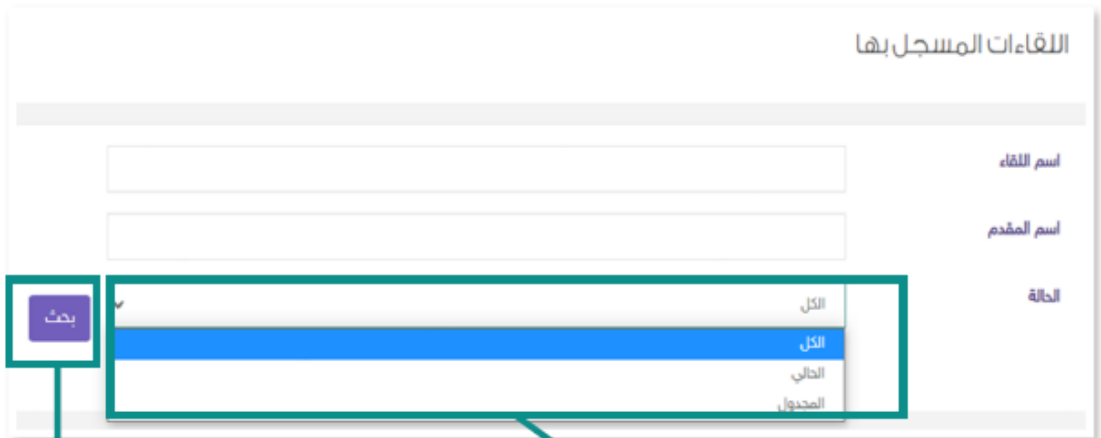 اللقاءات المسجل بها
اسم اللقاء
اسم المقدم
الحالة
الكل
بحث
الكل
الحالي
المجدول